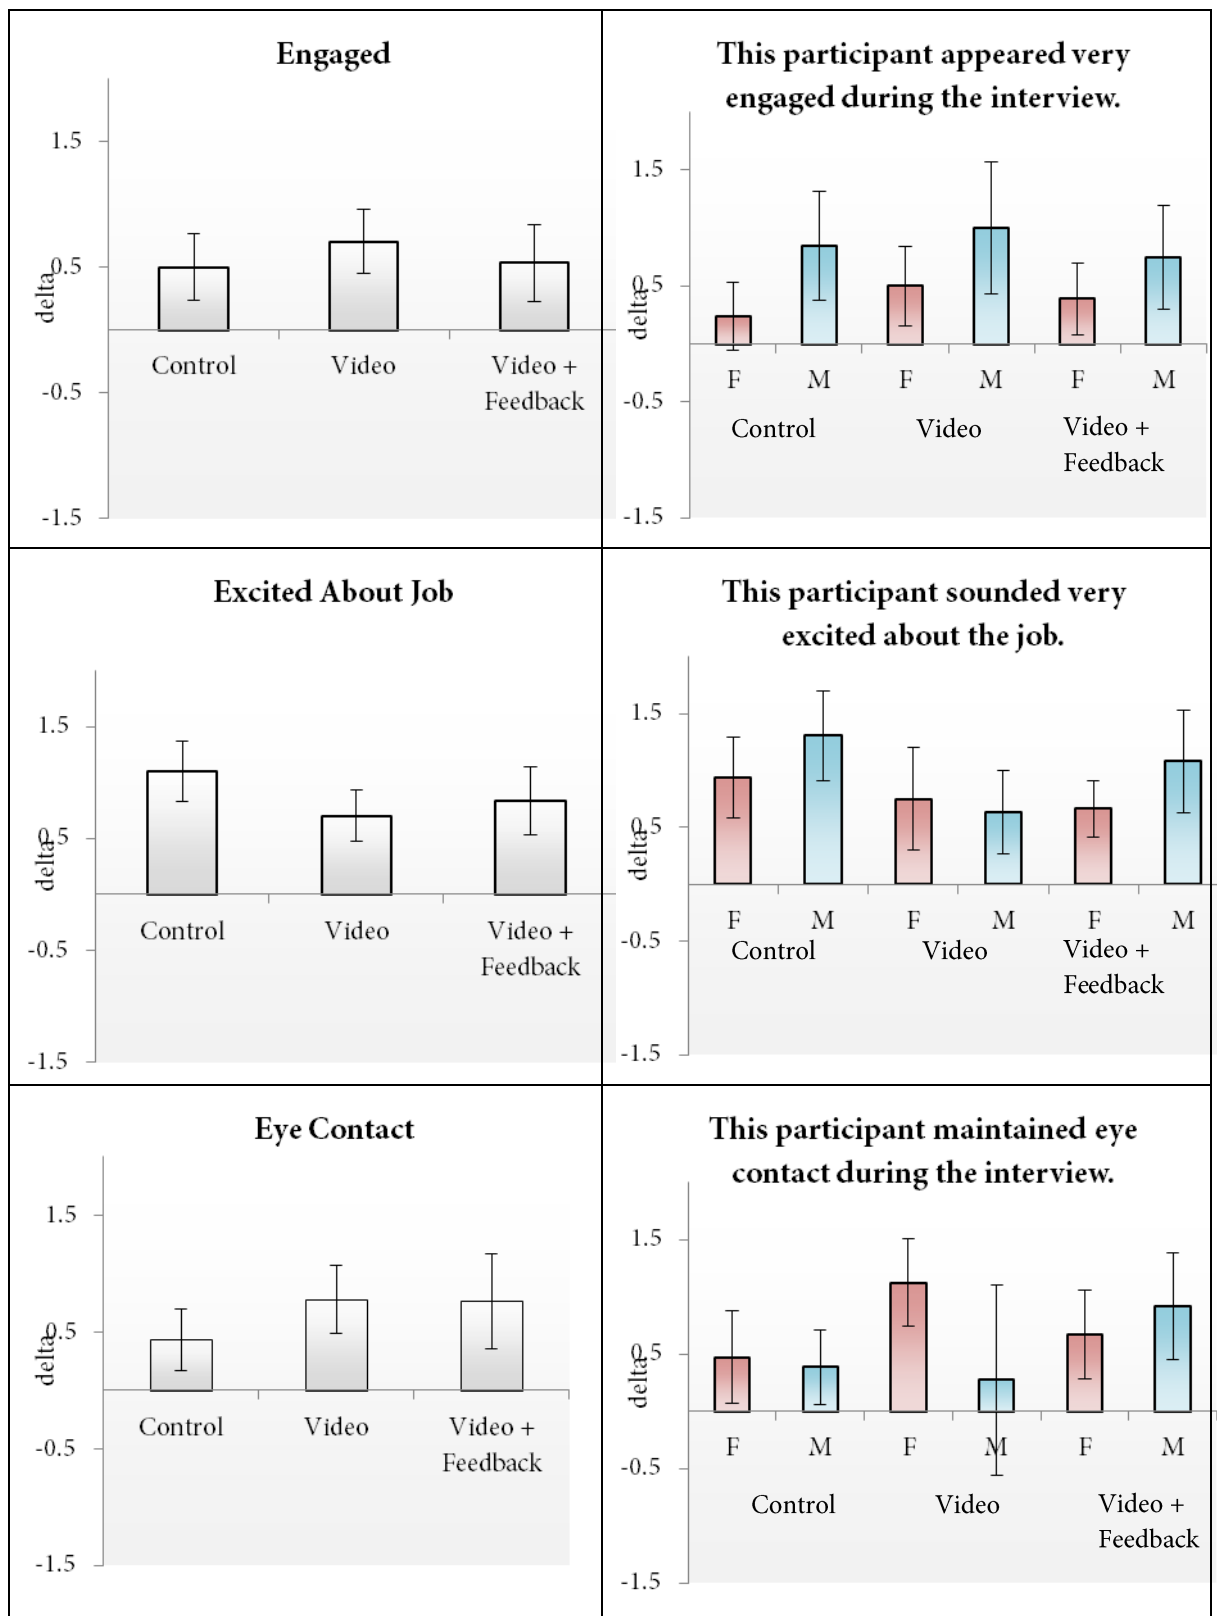 Engaged
1.5
0.5
-0.5
-1.5
delta
Control Video Video +
Feedback
This participant appeared very
engaged during the interview.
1.5
0.5
-0.5
-1.5
delta
F M F M F M
Control Video Video +
Feedback
Excited About Job
1.5
0.5
-0.5
-1.5
delta
Control Video Video +
Feedback
This participant sounded very
excited about the job.
1.5
0.5
-0.5
-1.5
delta
F M F M F M
Control Video Video +
Feedback
Eye Contact
1.5
0.5
-0.5
-1.5
delta
Control Video Video +
Feedback
This participant maintained eye
contact during the interview.
1.5
0.5
-0.5
-1.5
delta
F M F M F M
Control Video Video +
Feedback